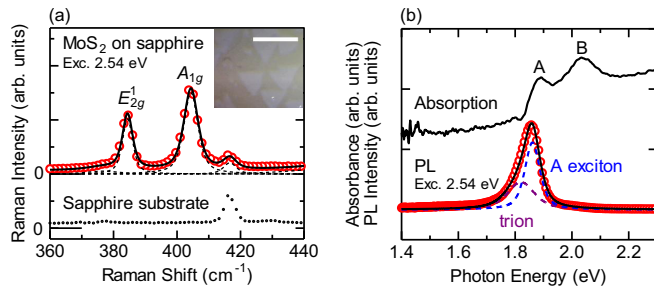 (a)
MoS₂ on sapphire
Exc. 2.54 eV
E¹₂g
A₁g
0
Sapphire substrate
0
360 380 400 420 440
Raman Shift (cm⁻¹)
Raman Intensity (arb. units)
(b)
A
B
Absorption
PL
Exc. 2.54 eV
A exciton
trion
1.4 1.6 1.8 2.0 2.2
Photon Energy (eV)
Absorbance (arb. units)
PL Intensity (arb. units)